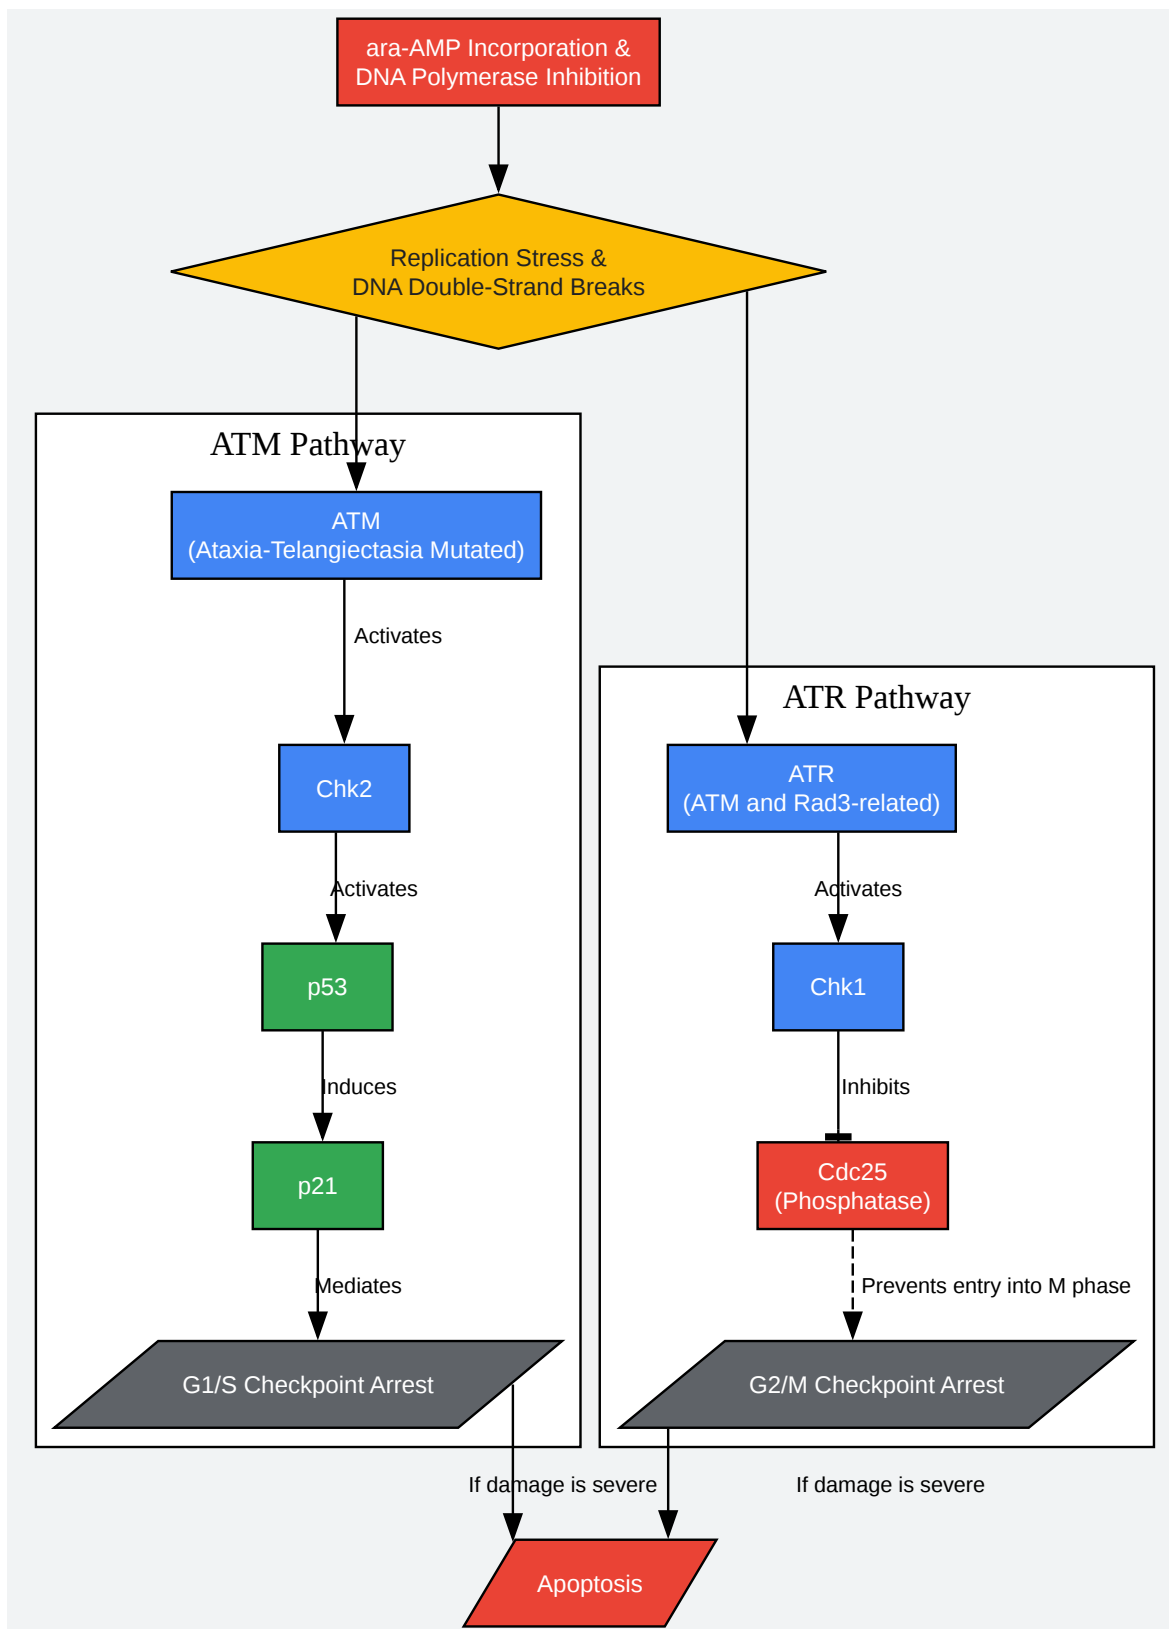 ara-AMP Incorporation &
DNA Polymerase Inhibition
Replication Stress &
DNA Double-Strand Breaks
ATM Pathway
ATM
(Ataxia-Telangiectasia Mutated)
Activates
Chk2
Activates
p53
Induces
p21
Mediates
G1/S Checkpoint Arrest
If damage is severe
ATR Pathway
ATR
(ATM and Rad3-related)
Activates
Chk1
Inhibits
Cdc25
(Phosphatase)
Prevents entry into M phase
G2/M Checkpoint Arrest
If damage is severe
Apoptosis